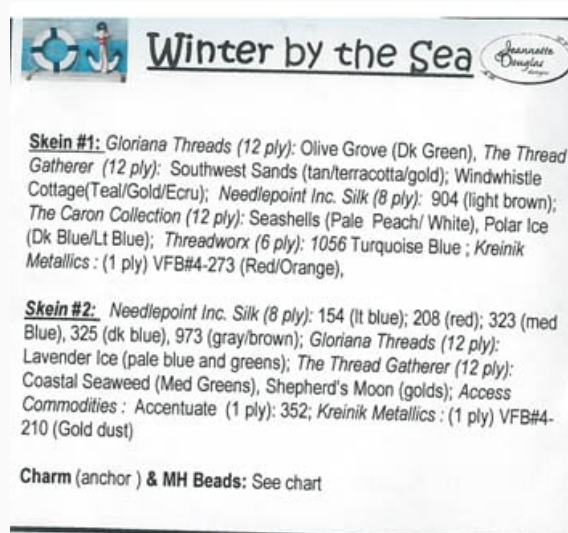 Winter by the Sea
Jeannette
Douglas
designs
Skein #1: Gloriana Threads (12 ply): Olive Grove (Dk Green), The Thread
Gatherer (12 ply): Southwest Sands (tan/terracotta/gold); Windwhistle
Cottage(Teal/Gold/Ecru); Needlepoint Inc. Silk (8 ply): 904 (light brown);
The Caron Collection (12 ply): Seashells (Pale Peach/ White), Polar Ice
(Dk Blue/Lt Blue); Threadworx (6 ply): 1056 Turquoise Blue ; Kreinik
Metallics : (1 ply) VFB#4-273 (Red/Orange),
Skein #2: Needlepoint Inc. Silk (8 ply): 154 (lt blue); 208 (red); 323 (med
Blue), 325 (dk blue), 973 (gray/brown); Gloriana Threads (12 ply):
Lavender Ice (pale blue and greens); The Thread Gatherer (12 ply):
Coastal Seaweed (Med Greens), Shepherd's Moon (golds); Access
Commodities : Accentuate (1 ply): 352; Kreinik Metallics : (1 ply) VFB#4-
210 (Gold dust)
Charm (anchor ) & MH Beads: See chart